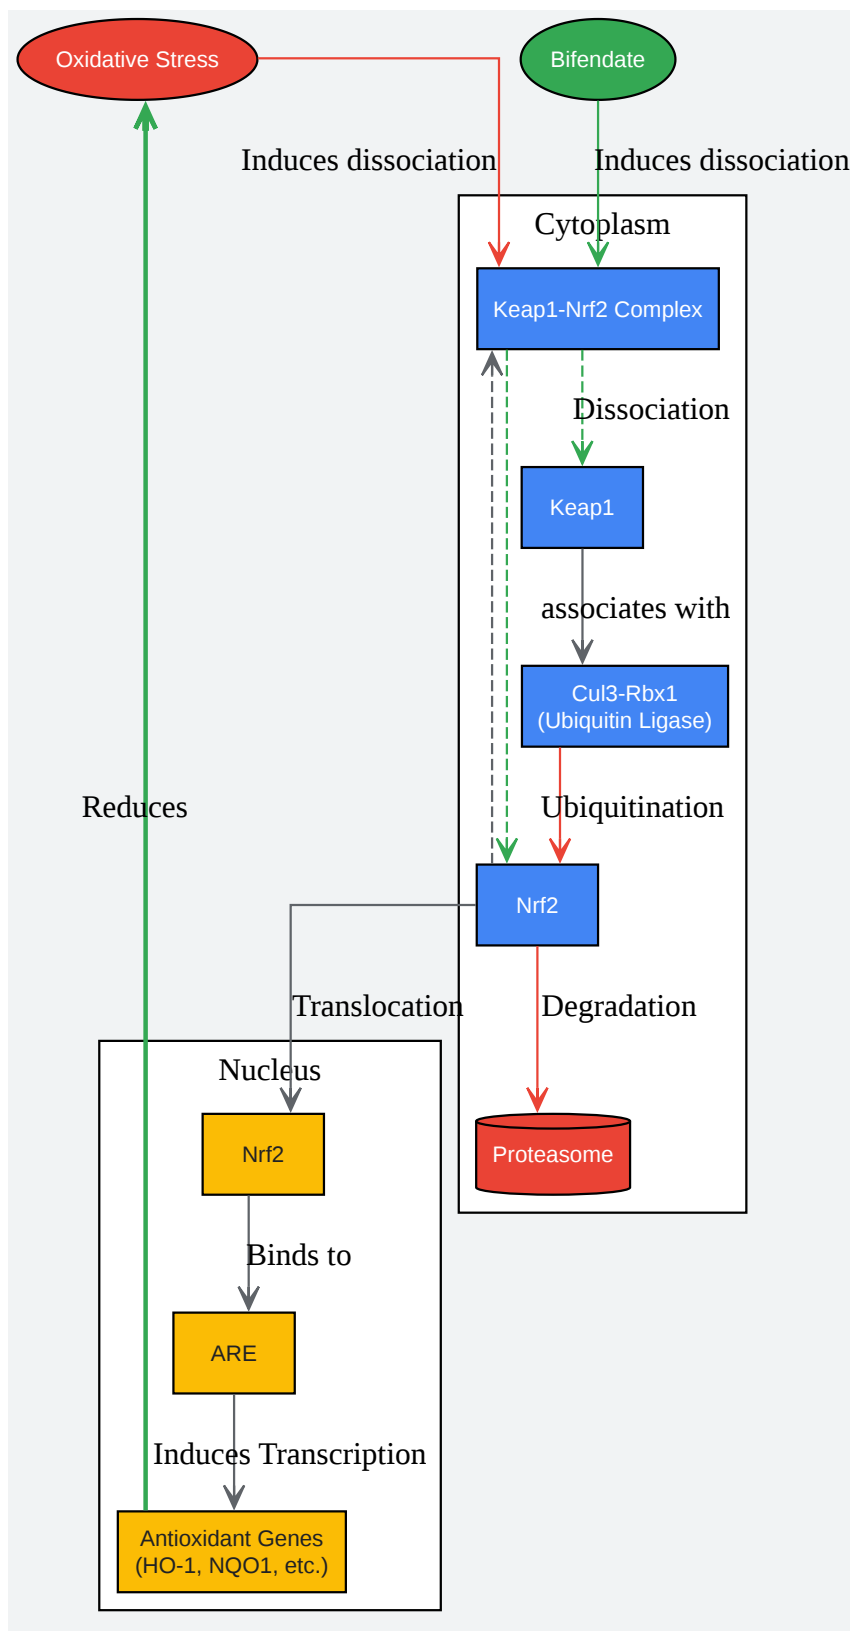 Oxidative Stress
Bifendate
Induces dissociation
Induces dissociation
Cytoplasm
Keap1-Nrf2 Complex
Dissociation
Keap1
associates with
Cul3-Rbx1
(Ubiquitin Ligase)
Reduces
Ubiquitination
Nrf2
Translocation
Degradation
Nucleus
Nrf2
Proteasome
Binds to
ARE
Induces Transcription
Antioxidant Genes
(HO-1, NQO1, etc.)